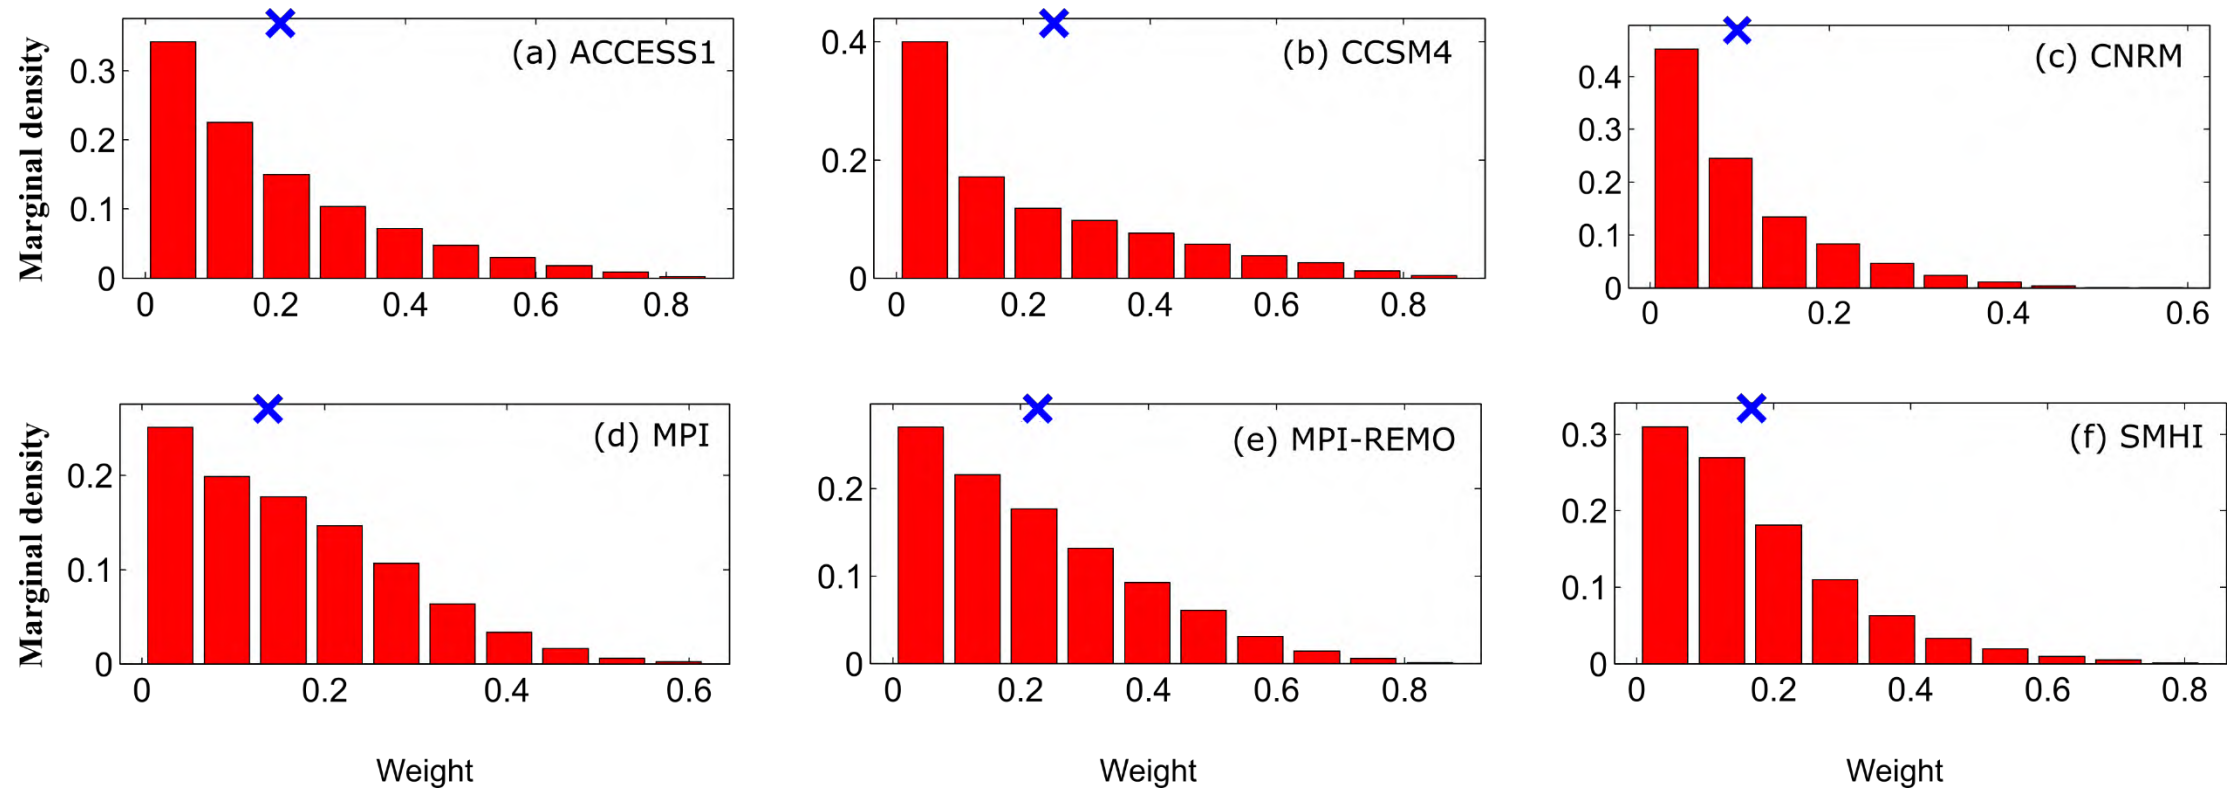 Marginal density
(a) ACCESS1
0.3
0.2
0.1
0
0 0.2 0.4 0.6 0.8
(b) CCSM4
0.4
0.2
0
0 0.2 0.4 0.6 0.8
(c) CNRM
0.4
0.3
0.2
0.1
0
0 0.2 0.4 0.6
Marginal density
(d) MPI
0.2
0.1
0
0 0.2 0.4 0.6
(e) MPI-REMO
0.2
0.1
0
0 0.2 0.4 0.6 0.8
(f) SMHI
0.3
0.2
0.1
0
0 0.2 0.4 0.6 0.8
Weight Weight Weight